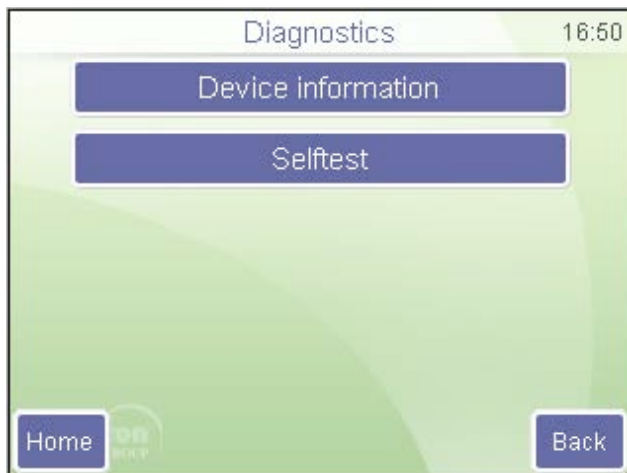 Diagnostics 16:50
Device information
Selftest
Home
Back